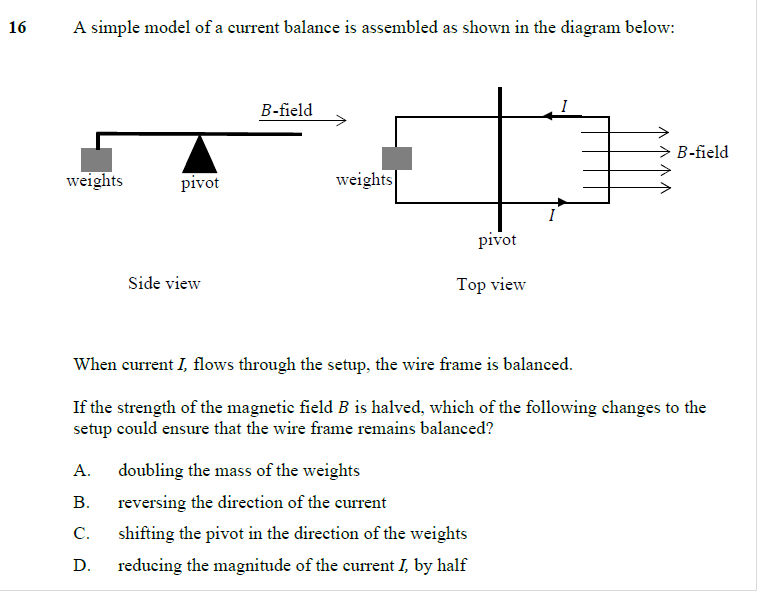 16 A simple model of a current balance is assembled as shown in the diagram below:
B-field
I
B-field
weights
pivot
weights
I
pivot
Side view
Top view
When current I, flows through the setup, the wire frame is balanced.
If the strength of the magnetic field B is halved, which of the following changes to the
setup could ensure that the wire frame remains balanced?
A. doubling the mass of the weights
B. reversing the direction of the current
C. shifting the pivot in the direction of the weights
D. reducing the magnitude of the current I, by half